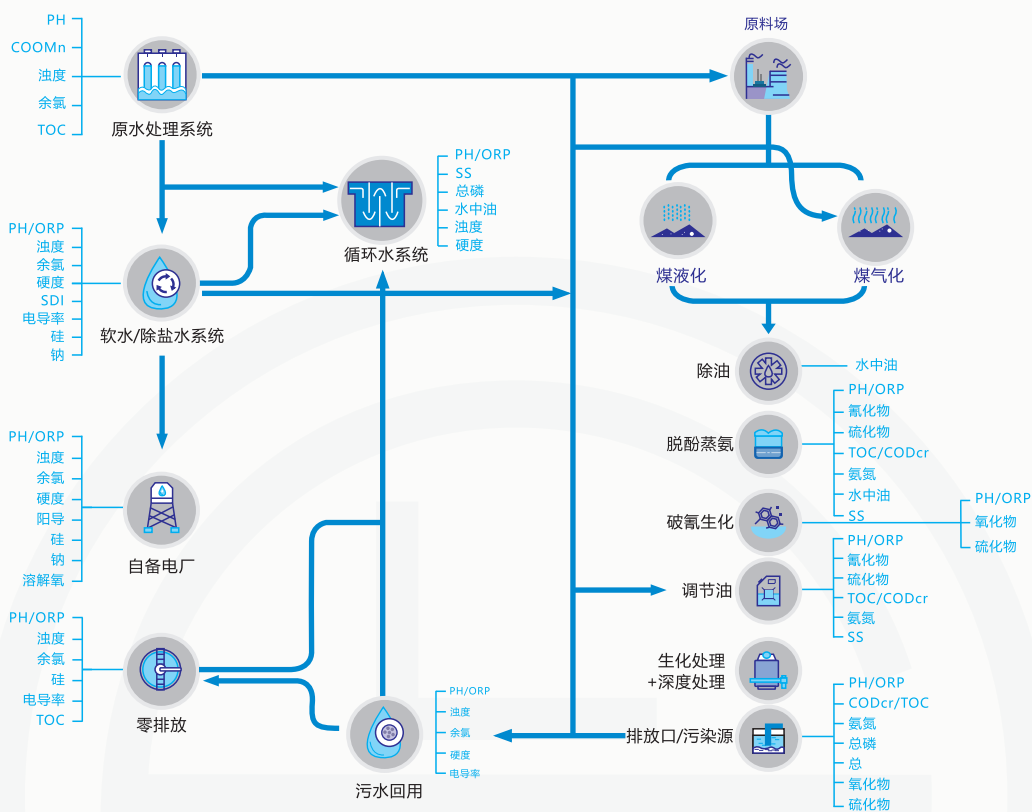 PH
COOMn
浊度
余氯
TOC
原水处理系统
原料场
PH/ORP
SS
总磷
水中油
浊度
硬度
循环水系统
PH/ORP
浊度
余氯
硬度
SDI
电导率
硅
钠
软水/除盐水系统
煤液化
煤气化
除油
水中油
脱酚蒸氨
PH/ORP
氰化物
硫化物
TOC/CODcr
氨氮
水中油
SS
PH/ORP
浊度
余氯
硬度
阳导
硅
钠
溶解氧
自备电厂
破氰生化
PH/ORP
氧化物
硫化物
调节油
PH/ORP
氰化物
硫化物
TOC/CODcr
氨氮
SS
PH/ORP
浊度
余氯
硅
电导率
TOC
零排放
生化处理
+深度处理
PH/ORP
浊度
余氯
硬度
电导率
污水回用
排放口/污染源
PH/ORP
CODcr/TOC
氨氮
总磷
总
氧化物
硫化物